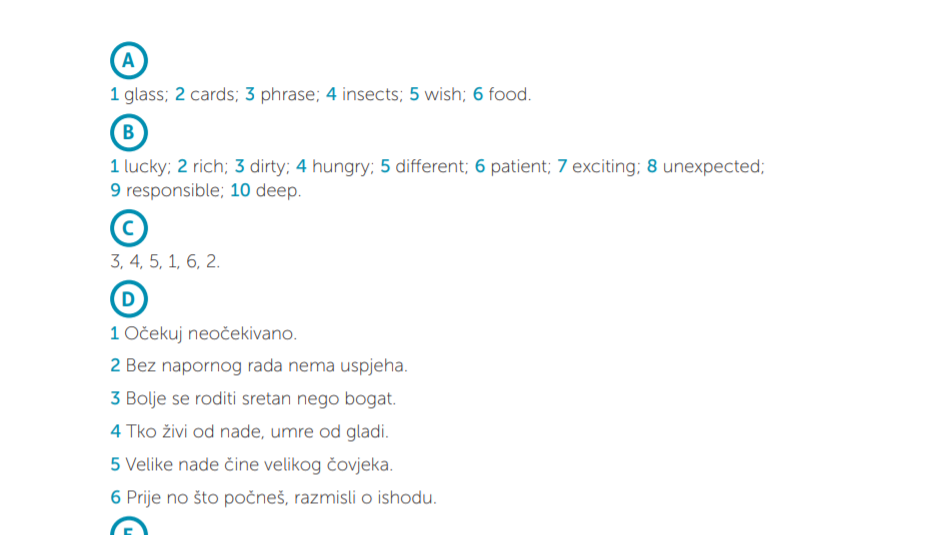 A
1 glass; 2 cards; 3 phrase; 4 insects; 5 wish; 6 food.
B
1 lucky; 2 rich; 3 dirty; 4 hungry; 5 different; 6 patient; 7 exciting; 8 unexpected;
9 responsible; 10 deep.
C
3, 4, 5, 1, 6, 2.
D
1 Očekuj neočekivano.
2 Bez napornog rada nema uspjeha.
3 Bolje se roditi sretan nego bogat.
4 Tko živi od nade, umre od gladi.
5 Velike nade čine velikog čovjeka.
6 Prije no što počneš, razmisli o ishodu.